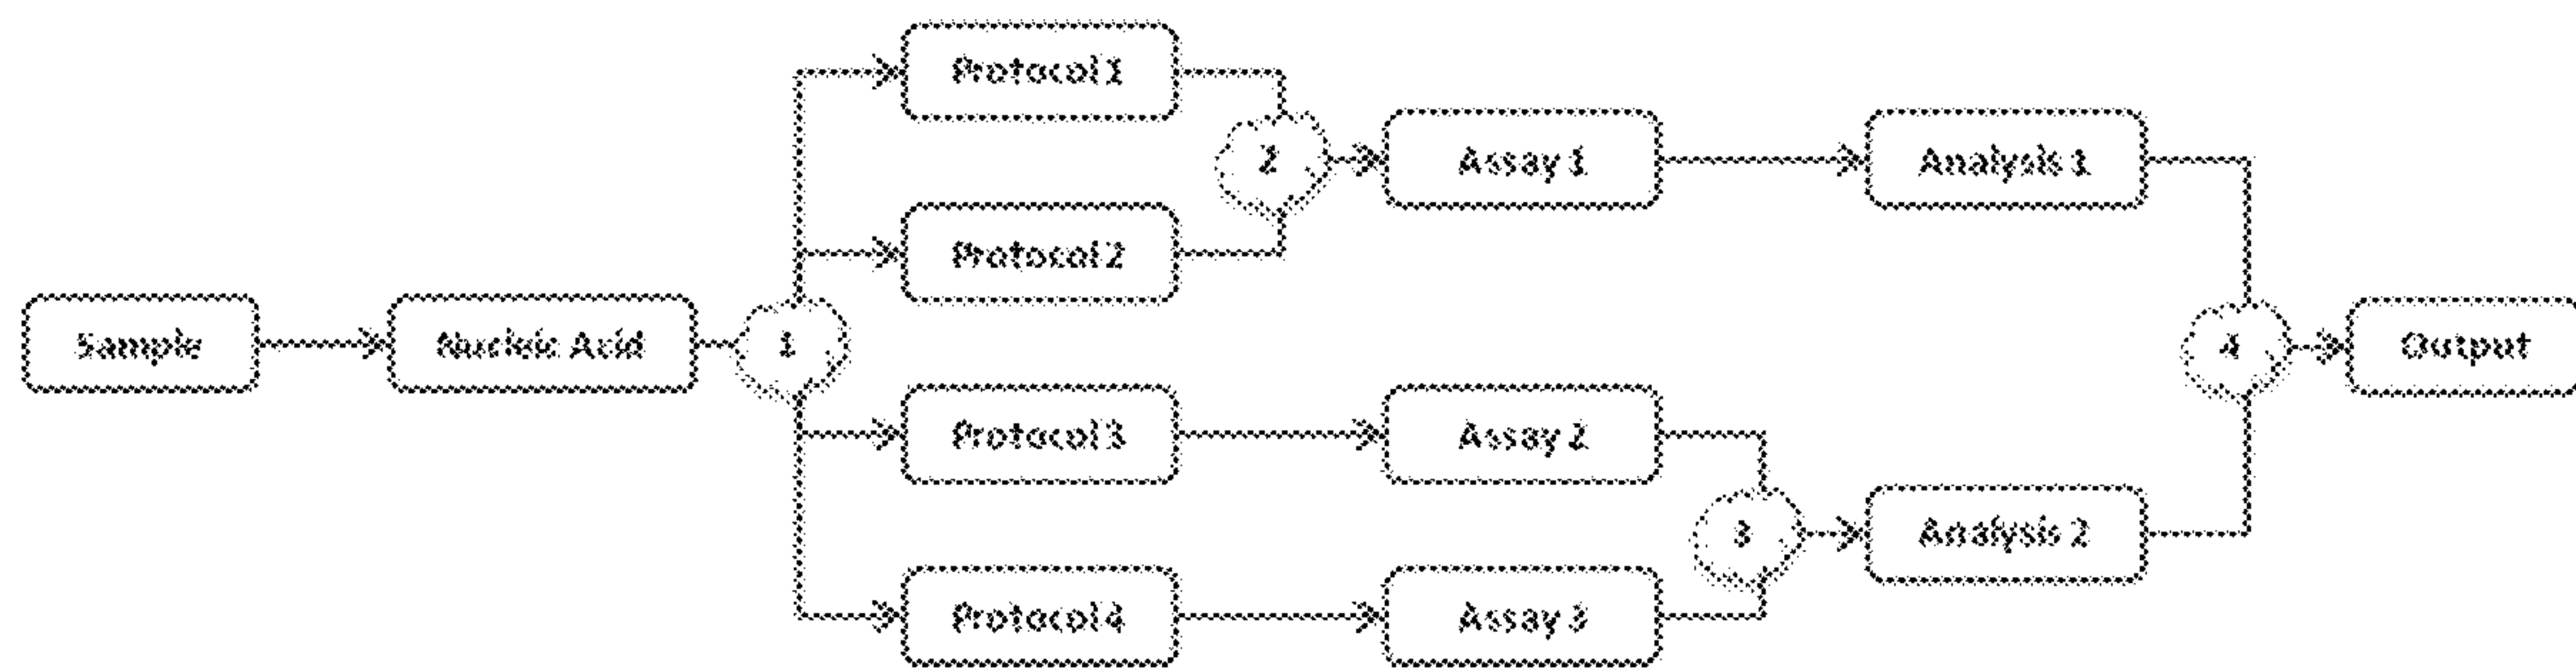 Protocol 1
2
Assay 1
Analysis 1
Protocol 2
Sample
Nucleic Acid
1
4
Output
Protocol 3
Assay 2
3
Analysis 2
Protocol 4
Assay 3